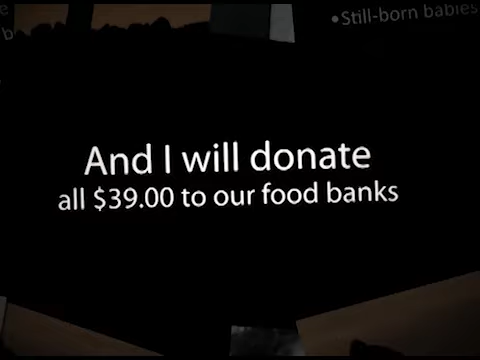 •Still-born babies
And I will donate
all $39.00 to our food banks